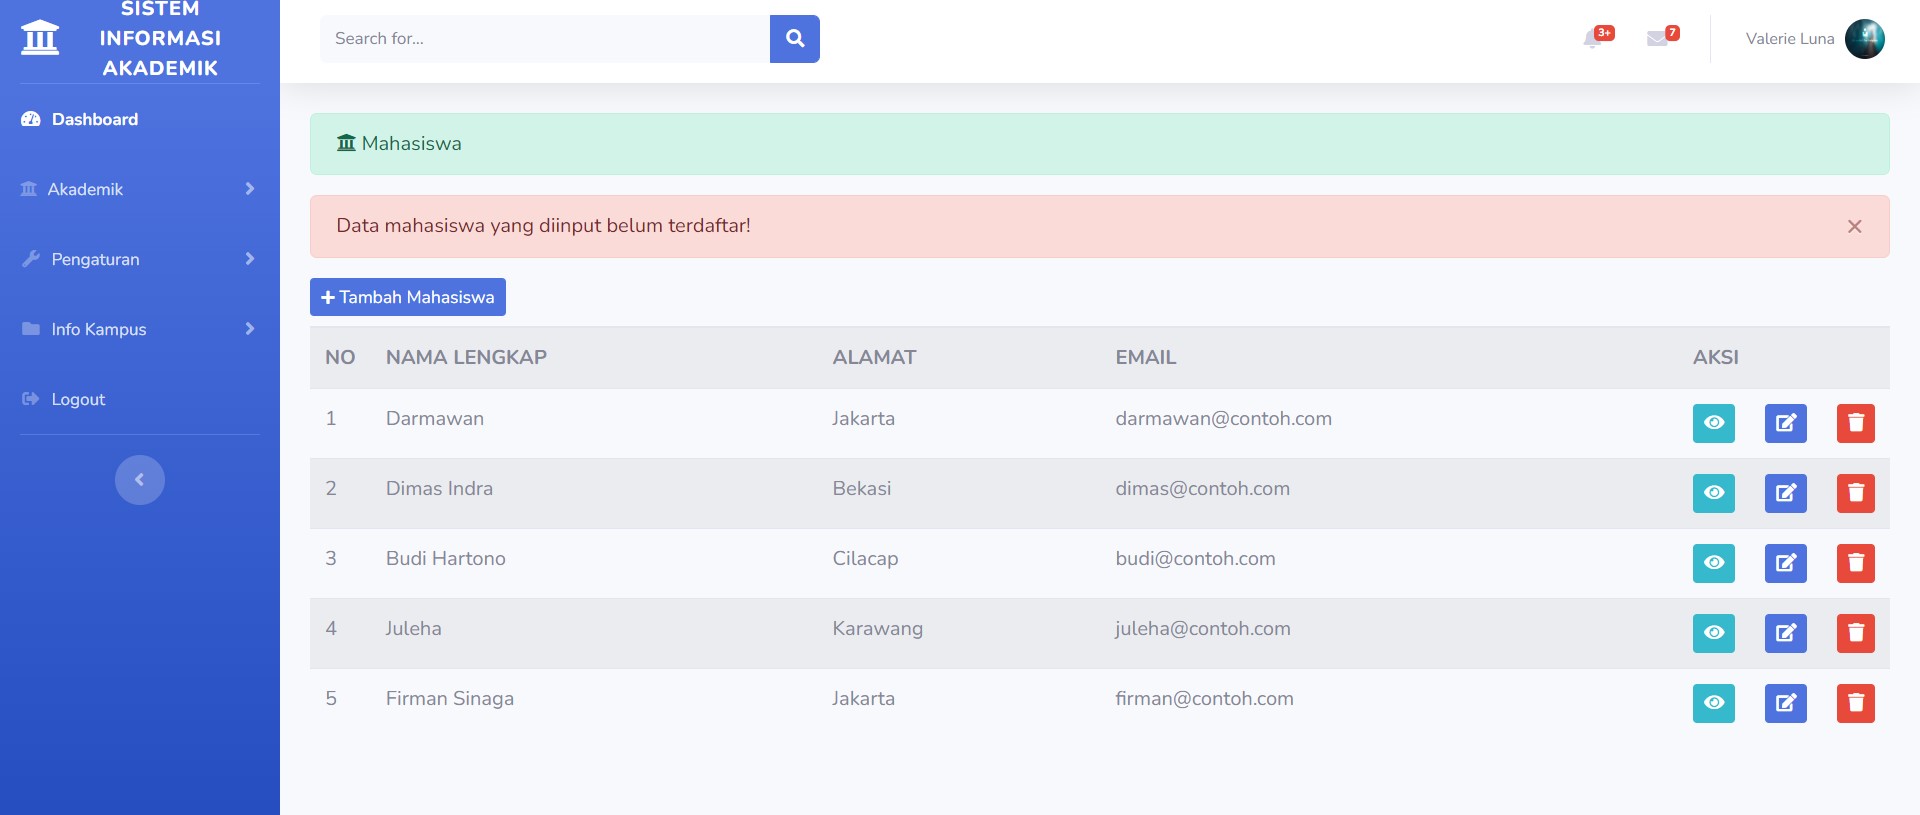 SISTEM
INFORMASI
AKADEMIK
Dashboard
Akademik
Pengaturan
Info Kampus
Logout
Search for...
3+
7
Valerie Luna
Mahasiswa
Data mahasiswa yang diinput belum terdaftar!
×
Tambah Mahasiswa
NO NAMA LENGKAP ALAMAT EMAIL AKSI
1 Darmawan Jakarta darmawan@contoh.com
2 Dimas Indra Bekasi dimas@contoh.com
3 Budi Hartono Cilacap budi@contoh.com
4 Juleha Karawang juleha@contoh.com
5 Firman Sinaga Jakarta firman@contoh.com